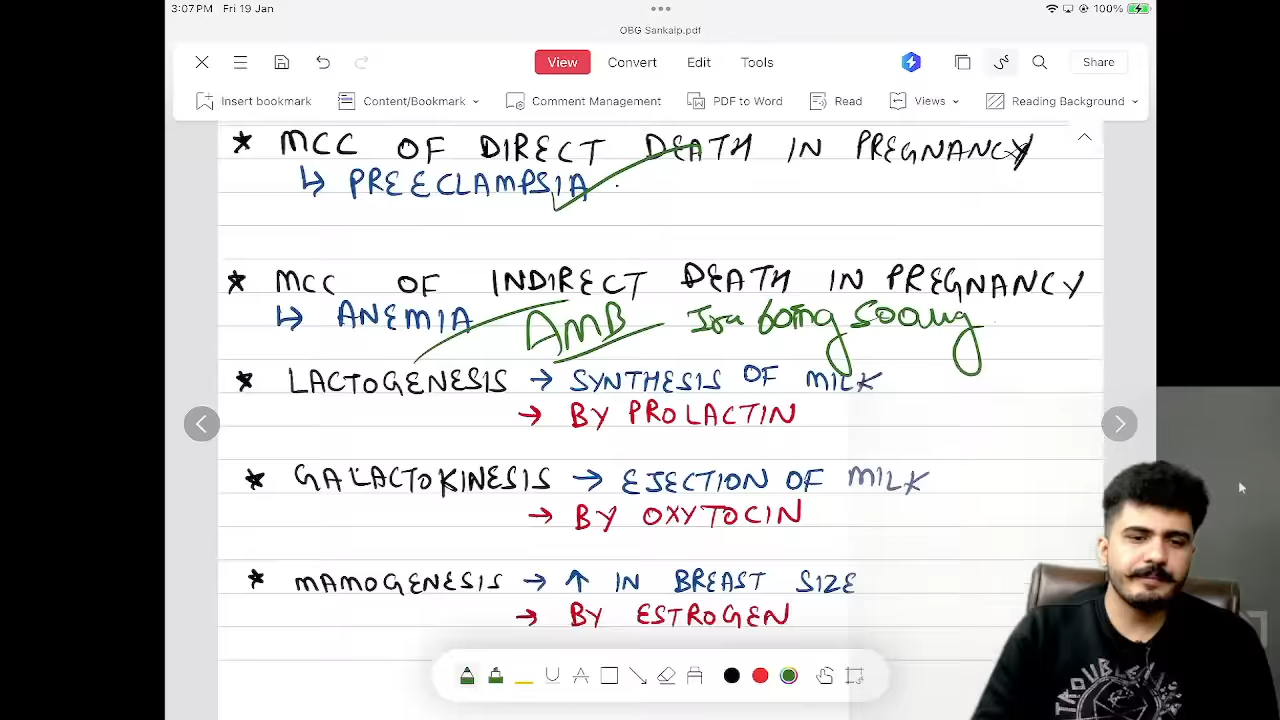 3:07 PM Fri 19 Jan
100%
OBG Sankalp.pdf
View Convert Edit Tools Share
Insert bookmark Content/Bookmark Comment Management PDF to Word Read Views Reading Background
* MCC OF DIRECT DEATH IN PREGNANCY
↳ PREECLAMPSIA
* MCC OF INDIRECT DEATH IN PREGNANCY
↳ ANEMIA AMB being
* LACTOGENESIS → SYNTHESIS OF MILK
→ BY PROLACTIN
* GALACTOKINESIS → EJECTION OF MILK
→ BY OXYTOCIN
* MAMOGENESIS → ↑ IN BREAST SIZE
→ BY ESTROGEN